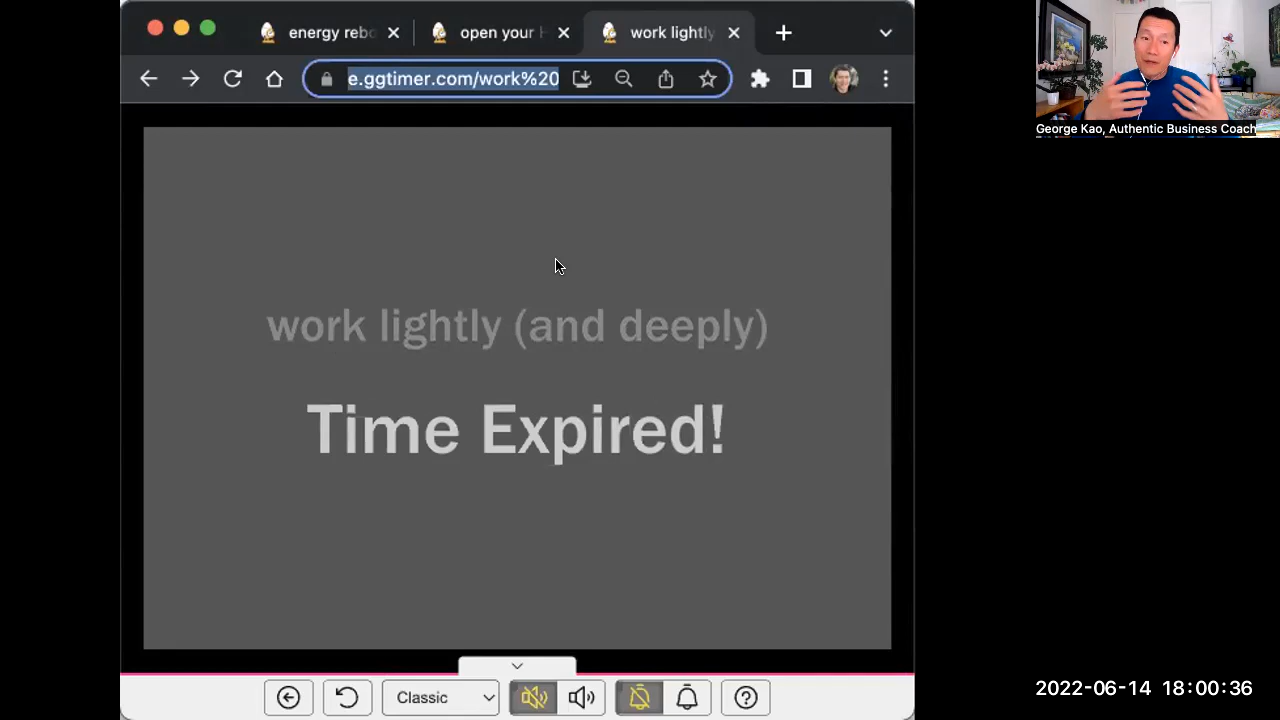 energy rebo
open your H
work lightly
e.ggtimer.com/work%20
George Kao, Authentic Business Coach
work lightly (and deeply)
Time Expired!
Classic
2022-06-14 18:00:36